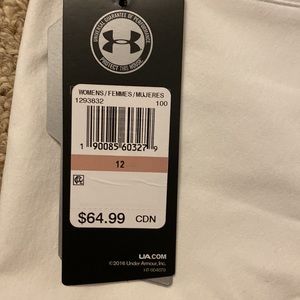 UNIVERSAL GUARANTEE OF PERFORMANCE
PROTECT THIS HOUSE
WOMENS/FEMMES/MUJERES
1293832 100
1 90085 60327 9
12
$64.99 CDN
UA.COM
©2016 Under Armour, Inc.